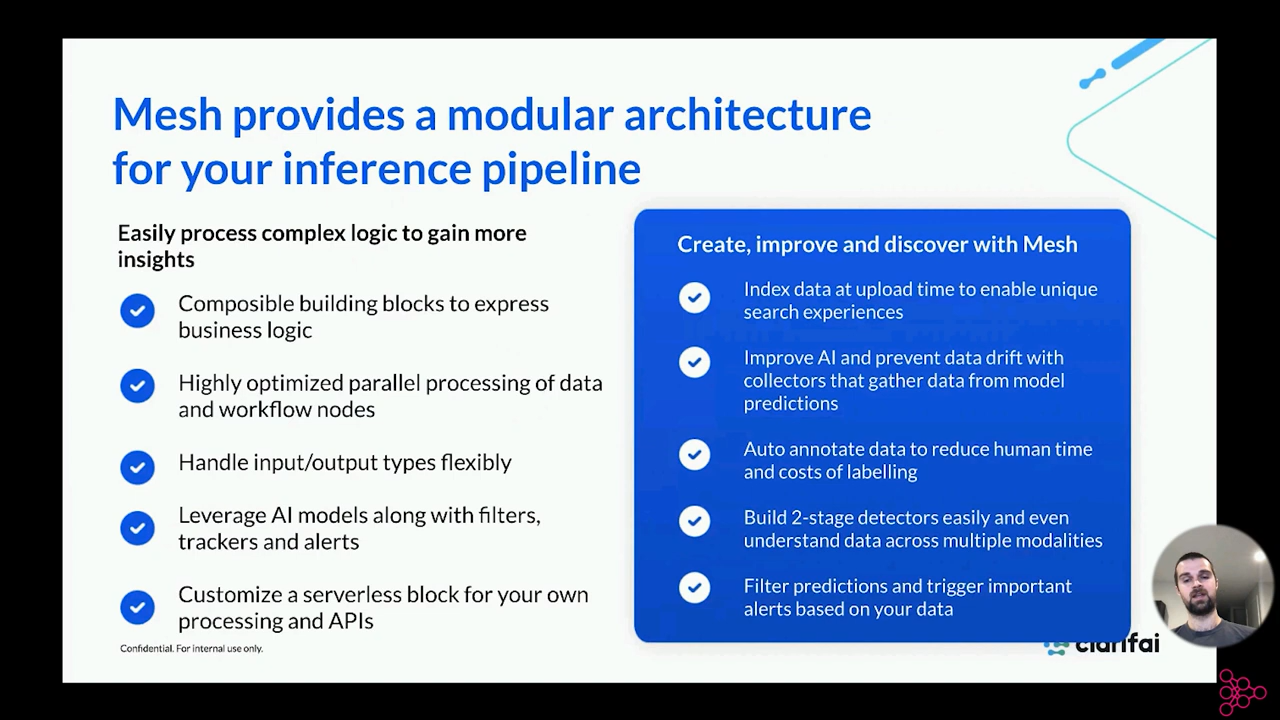 Mesh provides a modular architecture
for your inference pipeline
Easily process complex logic to gain more
insights
Composible building blocks to express
business logic
Highly optimized parallel processing of data
and workflow nodes
Handle input/output types flexibly
Leverage AI models along with filters,
trackers and alerts
Customize a serverless block for your own
processing and APIs
Confidential. For internal use only.
Create, improve and discover with Mesh
Index data at upload time to enable unique
search experiences
Improve AI and prevent data drift with
collectors that gather data from model
predictions
Auto annotate data to reduce human time
and costs of labelling
Build 2-stage detectors easily and even
understand data across multiple modalities
Filter predictions and trigger important
alerts based on your data
clarifai